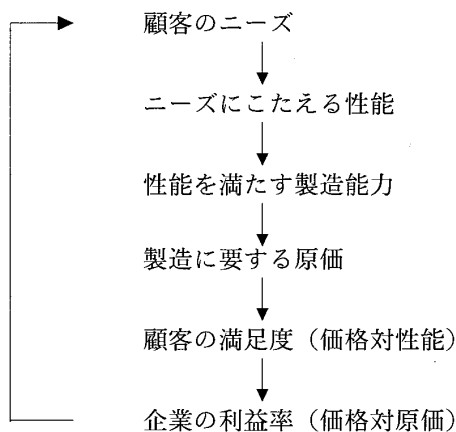 顧客のニーズ
ニーズにこたえる性能
性能を満たす製造能力
製造に要する原価
顧客の満足度（価格対性能）
企業の利益率（価格対原価）